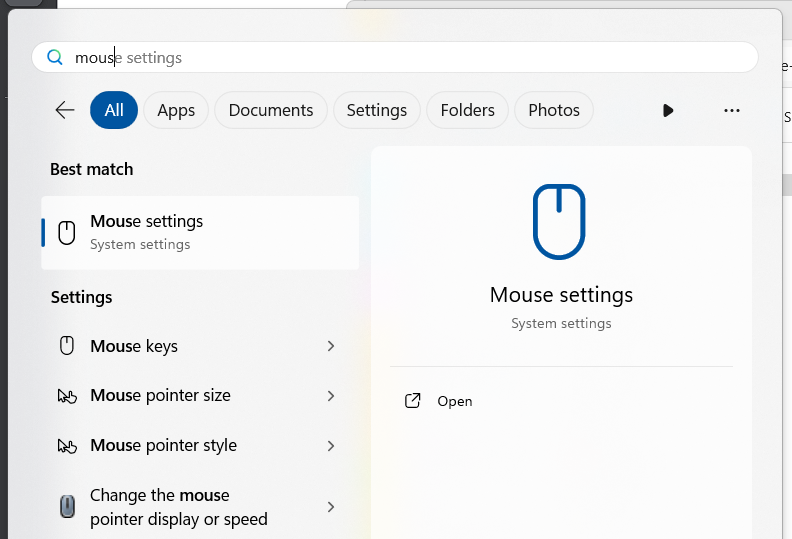 mouse settings
All
Apps
Documents
Settings
Folders
Photos
Best match
Mouse settings
System settings
Settings
Mouse keys
Mouse pointer size
Mouse pointer style
Change the mouse
pointer display or speed
Mouse settings
System settings
Open
e-
s